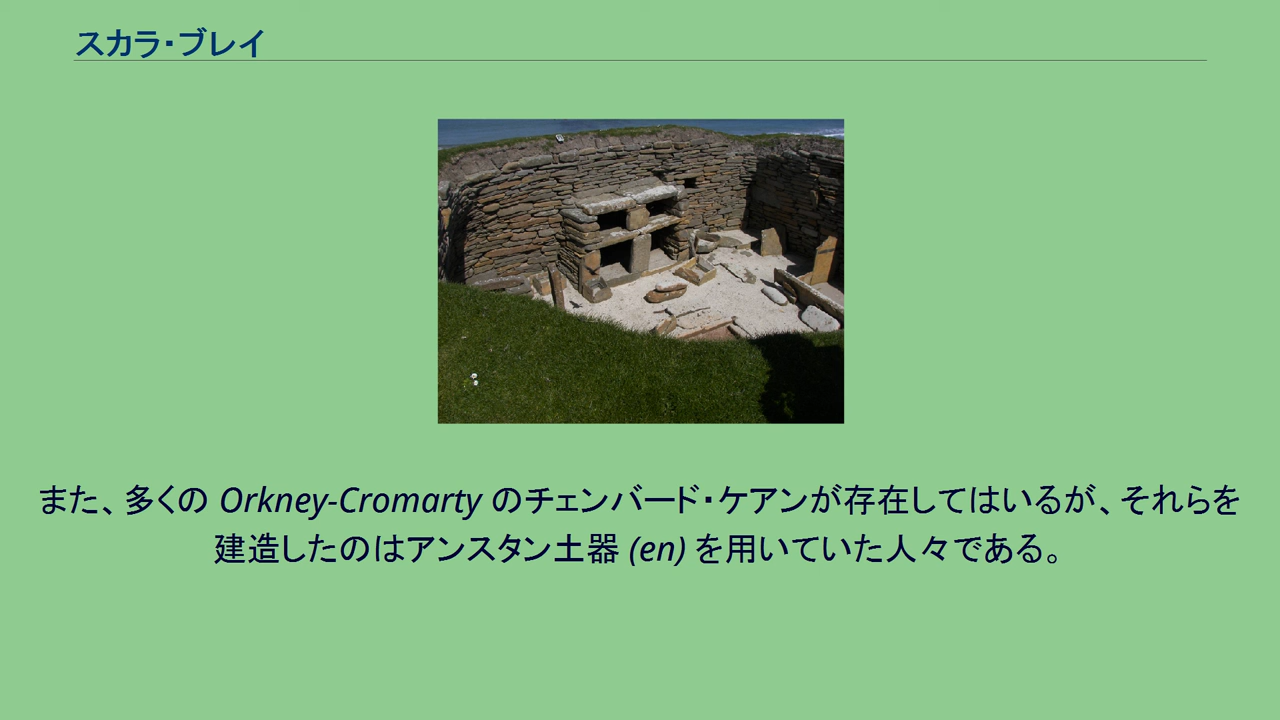 スカラ・ブレイ
また、多くの Orkney-Cromarty のチェンバード・ケアンが存在してはいるが、それらを
建造したのはアンスタン土器 (en) を用いていた人々である。